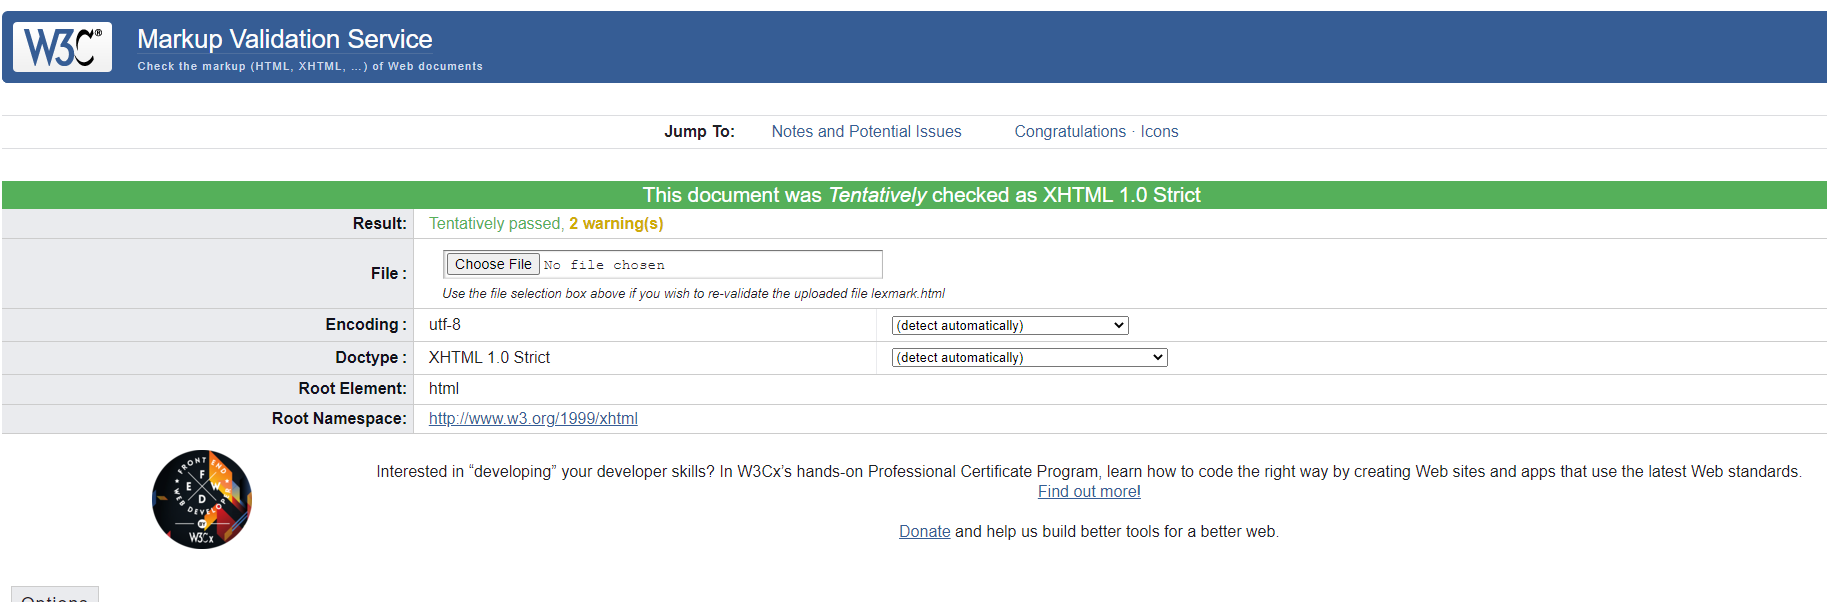 W3C®
Markup Validation Service
Check the markup (HTML, XHTML, …) of Web documents
Jump To: Notes and Potential Issues Congratulations · Icons
This document was Tentatively checked as XHTML 1.0 Strict
Result: Tentatively passed, 2 warning(s)
File : Choose File No file chosen
Use the file selection box above if you wish to re-validate the uploaded file lexmark.html
Encoding : utf-8 (detect automatically)
Doctype : XHTML 1.0 Strict (detect automatically)
Root Element: html
Root Namespace: http://www.w3.org/1999/xhtml
FRONT END
F E W D
WEB DEVELOPER
BY
W3Cx
Interested in “developing” your developer skills? In W3Cx’s hands-on Professional Certificate Program, learn how to code the right way by creating Web sites and apps that use the latest Web standards.
Find out more!
Donate and help us build better tools for a better web.
Options